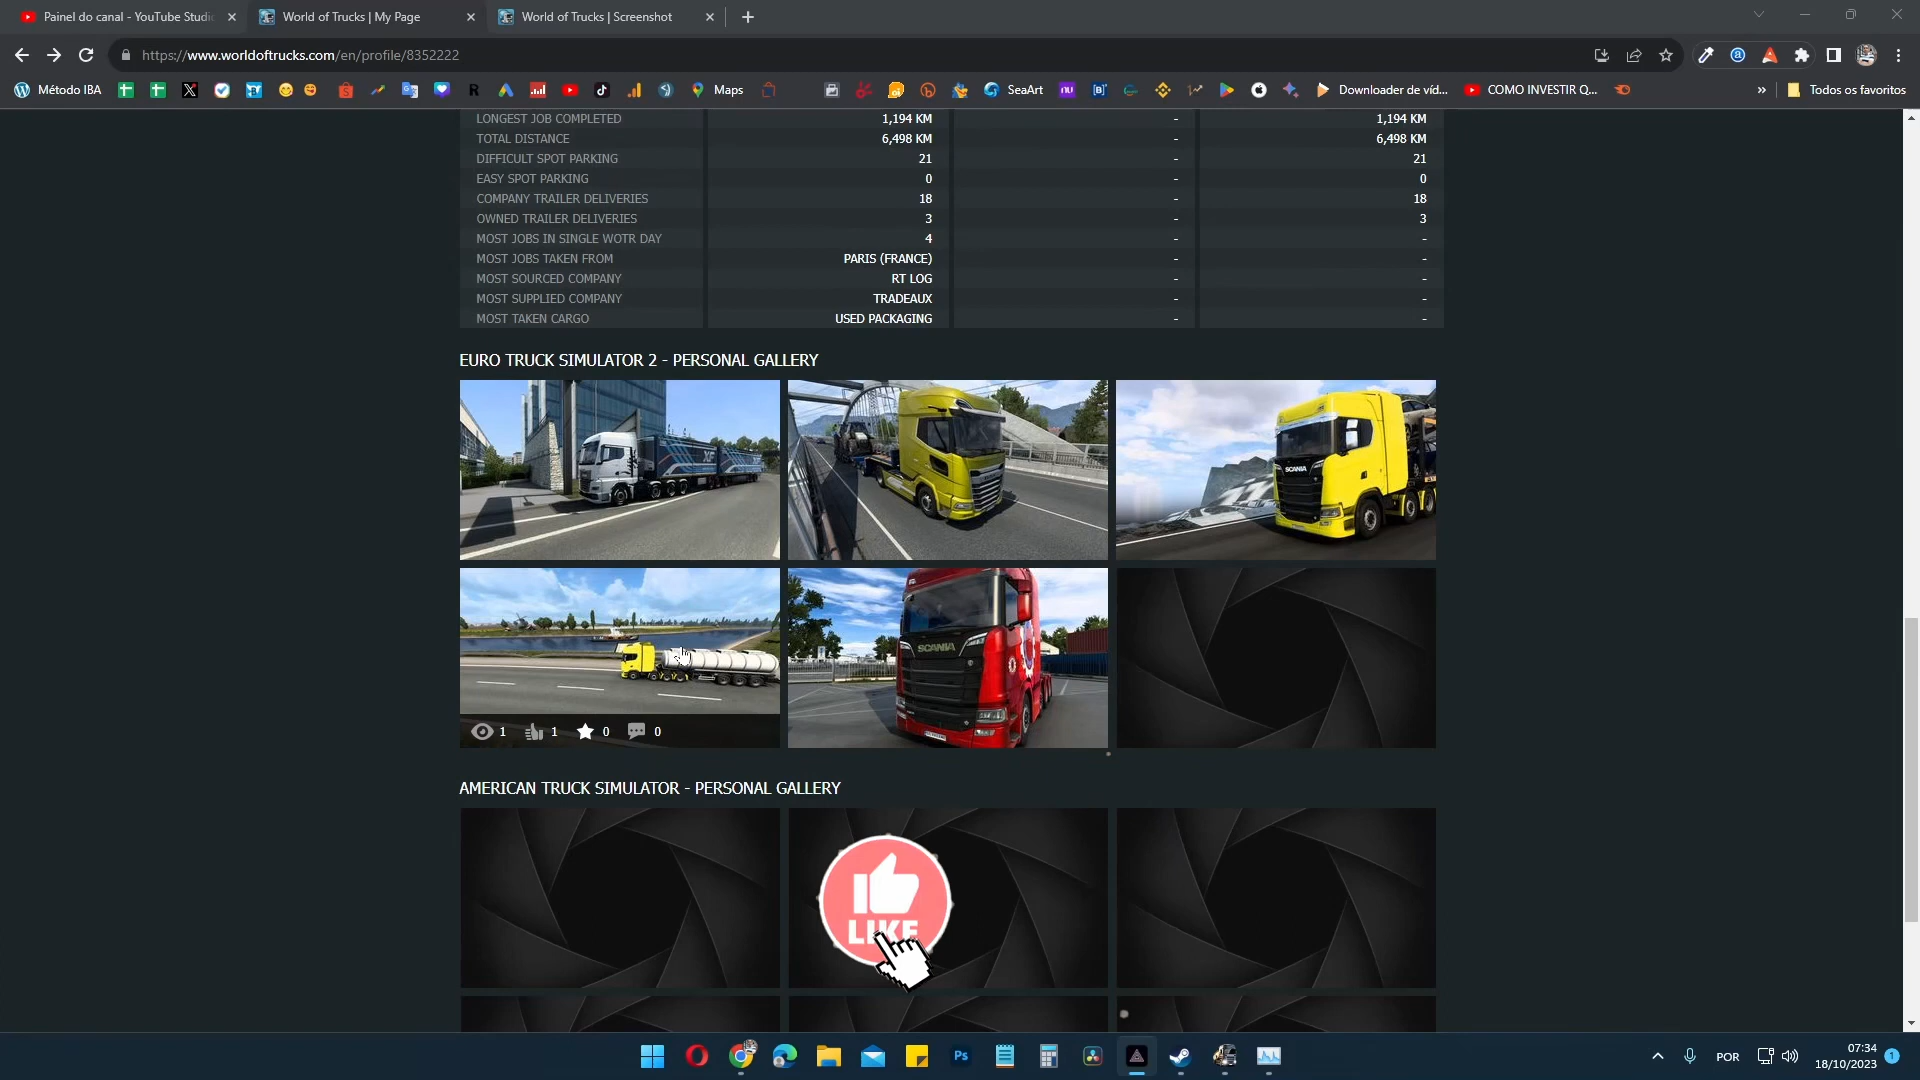 Painel do canal - YouTube Studi
World of Trucks | My Page
World of Trucks | Screenshot
https://www.worldoftrucks.com/en/profile/8352222
Método IBA
Maps
SeArt
Downloader de víd...
COMO INVESTIR Q...
»
Todos os favoritos
LONGEST JOB COMPLETED 1,194 KM - 1,194 KM
TOTAL DISTANCE 6,498 KM - 6,498 KM
DIFFICULT SPOT PARKING 21 - 21
EASY SPOT PARKING 0 - 0
COMPANY TRAILER DELIVERIES 18 - 18
OWNED TRAILER DELIVERIES 3 - 3
MOST JOBS IN SINGLE WOTR DAY 4 - -
MOST JOBS TAKEN FROM PARIS (FRANCE) - -
MOST SOURCED COMPANY RT LOG - -
MOST SUPPLIED COMPANY TRADEAUX - -
MOST TAKEN CARGO USED PACKAGING - -
EURO TRUCK SIMULATOR 2 - PERSONAL GALLERY
SCANIA
SCANIA
1 1 0 0
AMERICAN TRUCK SIMULATOR - PERSONAL GALLERY
LIKE
Ps
POR
07:34
18/10/2023
1